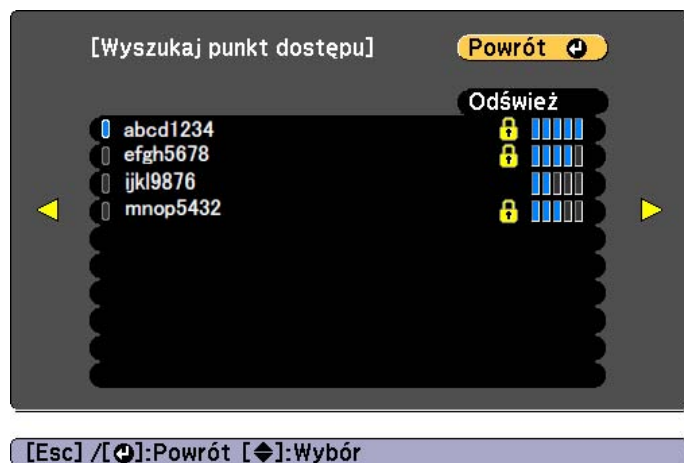 [Wyszukaj punkt dostępu]
Powrót
Odśwież
abcd1234
efgh5678
ijkl9876
mnop5432
[Esc] /[⏎]:Powrót [◆]:Wybór